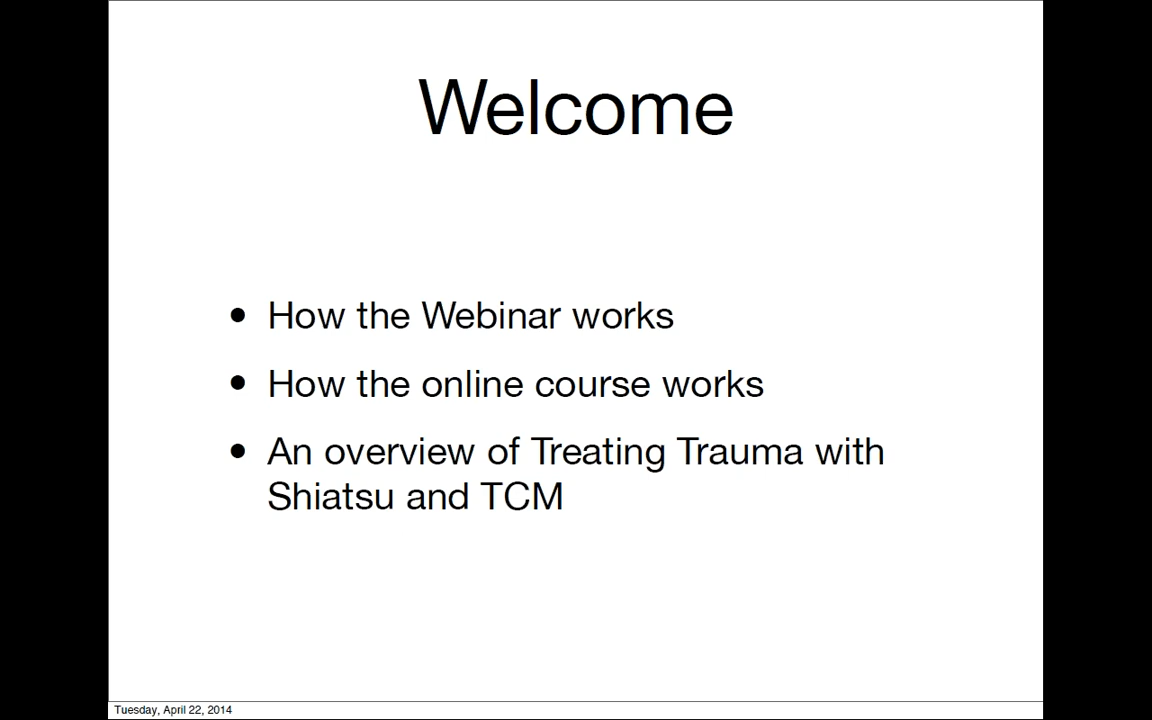 Welcome
• How the Webinar works
• How the online course works
• An overview of Treating Trauma with
Shiatsu and TCM
Tuesday, April 22, 2014